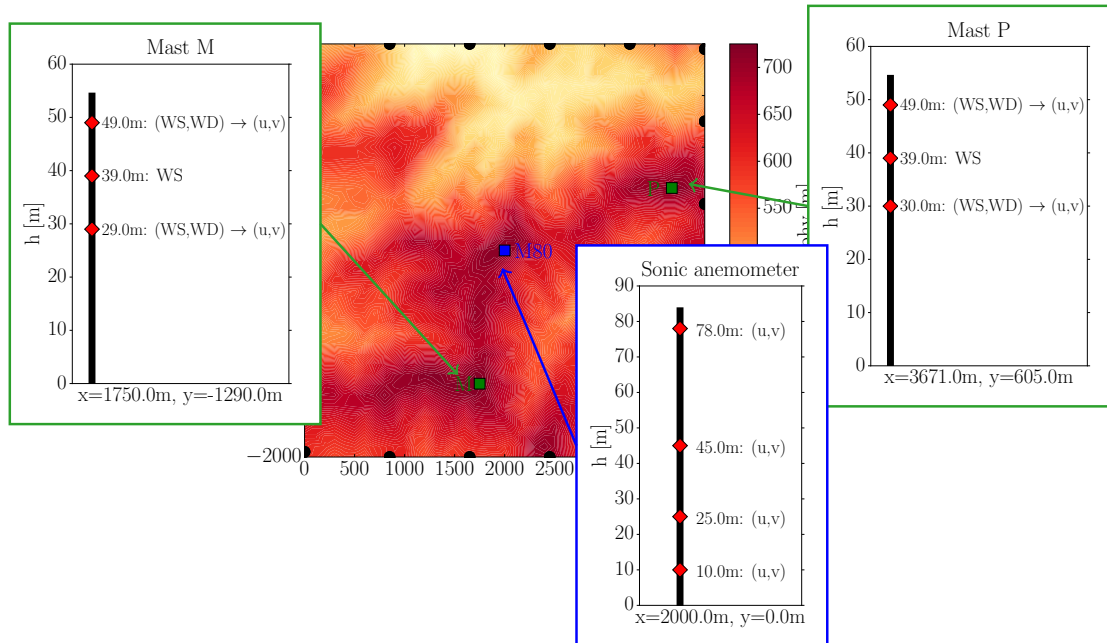 Mast M
60
50
40
30
20
10
0
h [m]
49.0m: (WS,WD) → (u,v)
39.0m: WS
29.0m: (WS,WD) → (u,v)
x=1750.0m, y=-1290.0m
−2000
0
500
1000
1500
2000
M80
P
M
700
650
600
550
Mast P
60
50
40
30
20
10
0
h [m]
49.0m: (WS,WD) → (u,v)
39.0m: WS
30.0m: (WS,WD) → (u,v)
x=3671.0m, y=605.0m
Sonic anemometer
90
80
70
60
50
40
30
20
10
0
h [m]
78.0m: (u,v)
45.0m: (u,v)
25.0m: (u,v)
10.0m: (u,v)
x=2000.0m, y=0.0m